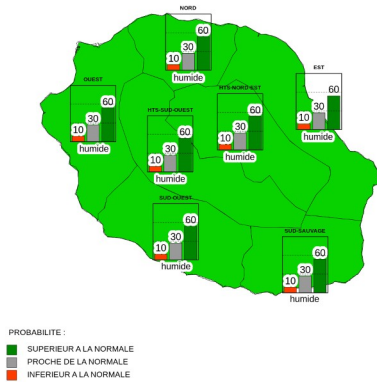 NORD
60
30
10
humide
OUEST
60
30
10
humide
HTS-NORD-EST
60
30
10
humide
EST
60
30
10
humide
HTS-SUD-OUEST
60
30
10
humide
SUD-OUEST
60
30
10
humide
SUD-SAUVAGE
60
30
10
humide
PROBABILITE :
SUPERIEUR A LA NORMALE
PROCHE DE LA NORMALE
INFERIEUR A LA NORMALE